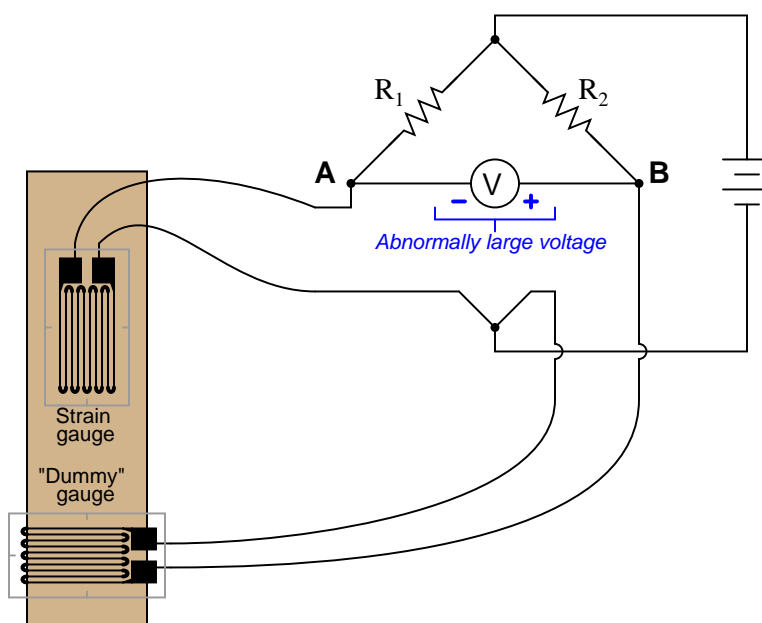 R1
R2
A
V
B
- +
Abnormally large voltage
Strain
gauge
"Dummy"
gauge